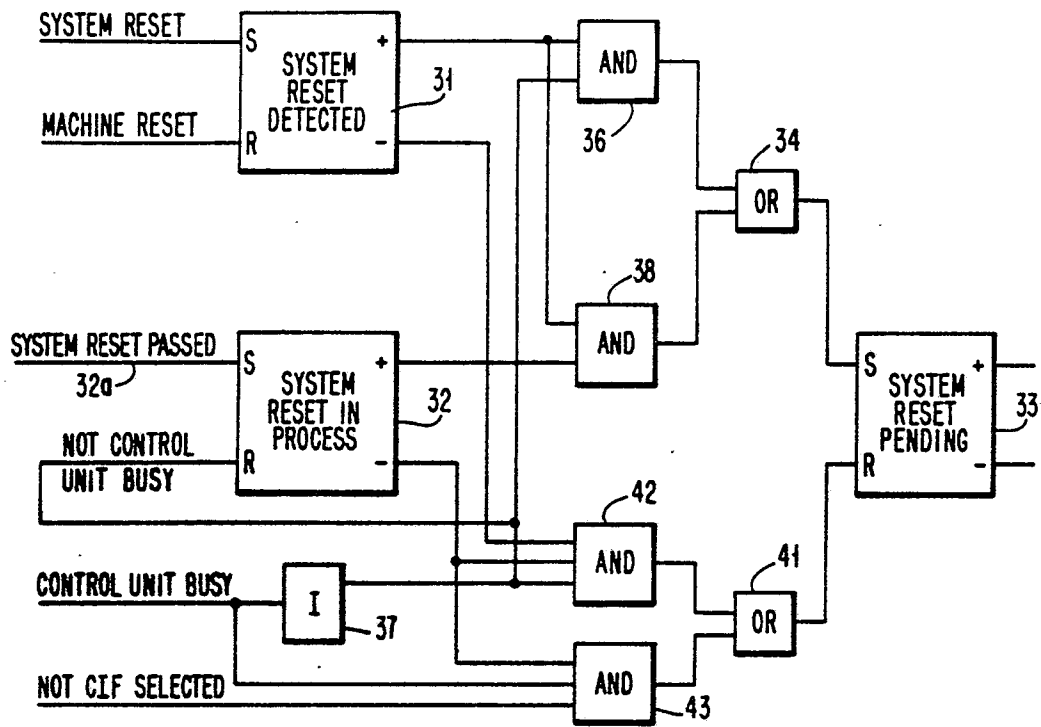 SYSTEM RESET
S
+
SYSTEM
RESET
DETECTED
31
MACHINE RESET
R
-
AND
36
34
OR
38
AND
SYSTEM RESET PASSED
32a
S
+
SYSTEM
RESET IN
PROCESS
32
NOT CONTROL
UNIT BUSY
R
-
S
+
SYSTEM
RESET
PENDING
33
R
-
42
AND
CONTROL UNIT BUSY
I
37
41
OR
NOT CIF SELECTED
AND
43